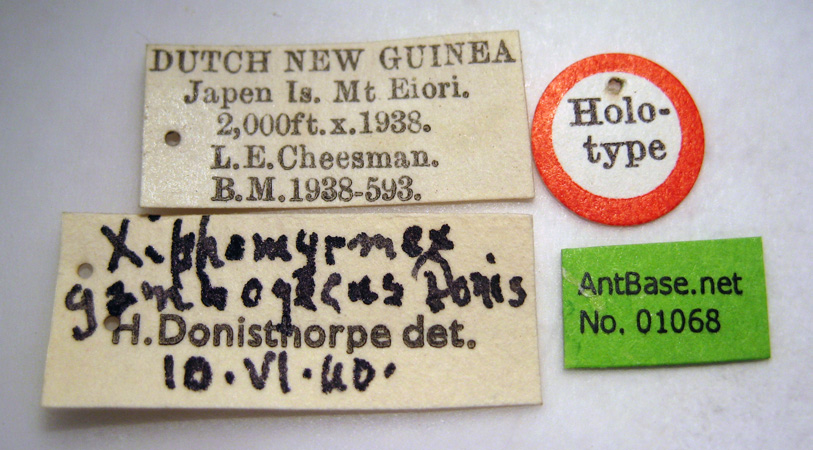 DUTCH NEW GUINEA
Japen Is. Mt Eiori.
2,000ft. x.1938.
L.E.Cheesman.
B.M.1938-593.
Holo-
type
Xiphomyrmex
gambogecus Donis
H.Donisthorpe det.
10.VI.40.
AntBase.net
No. 01068